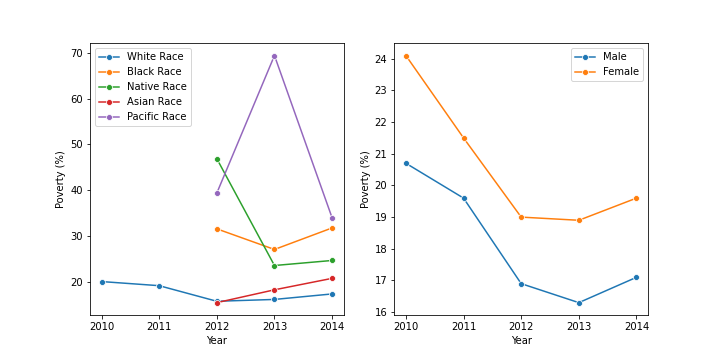 White Race
Black Race
Native Race
Asian Race
Pacific Race
70
60
50
40
30
20
Poverty (%)
2010 2011 2012 2013 2014
Year
Male
Female
24
23
22
21
20
19
18
17
16
Poverty (%)
2010 2011 2012 2013 2014
Year